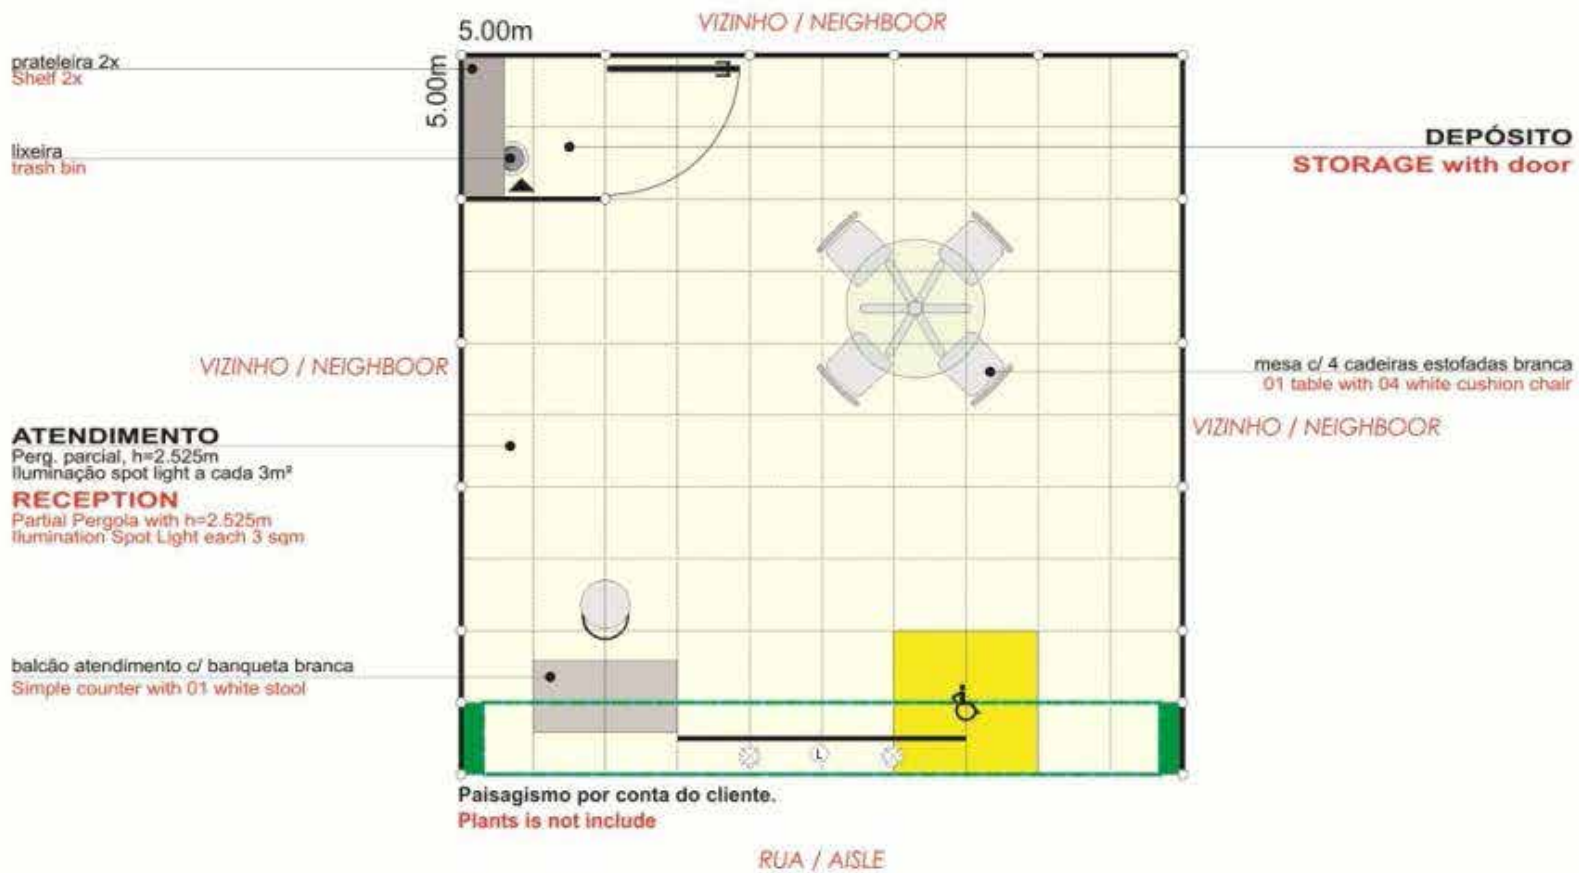 VIZINHO / NEIGHBOOR
5.00m
5.00m
prateleira 2x
Shelf 2x
lixeira
trash bin
DEPÓSITO
STORAGE with door
VIZINHO / NEIGHBOOR
mesa c/ 4 cadeiras estofadas branca
01 table with 04 white cushion chair
VIZINHO / NEIGHBOOR
ATENDIMENTO
Perg. parcial, h=2.525m
Iluminação spot light a cada 3m²
RECEPTION
Partial Pergola with h=2.525m
Ilumination Spot Light each 3 sqm
balcão atendimento c/ banqueta branca
Simple counter with 01 white stool
L
Paisagismo por conta do cliente.
Plants is not include
RUA / AISLE